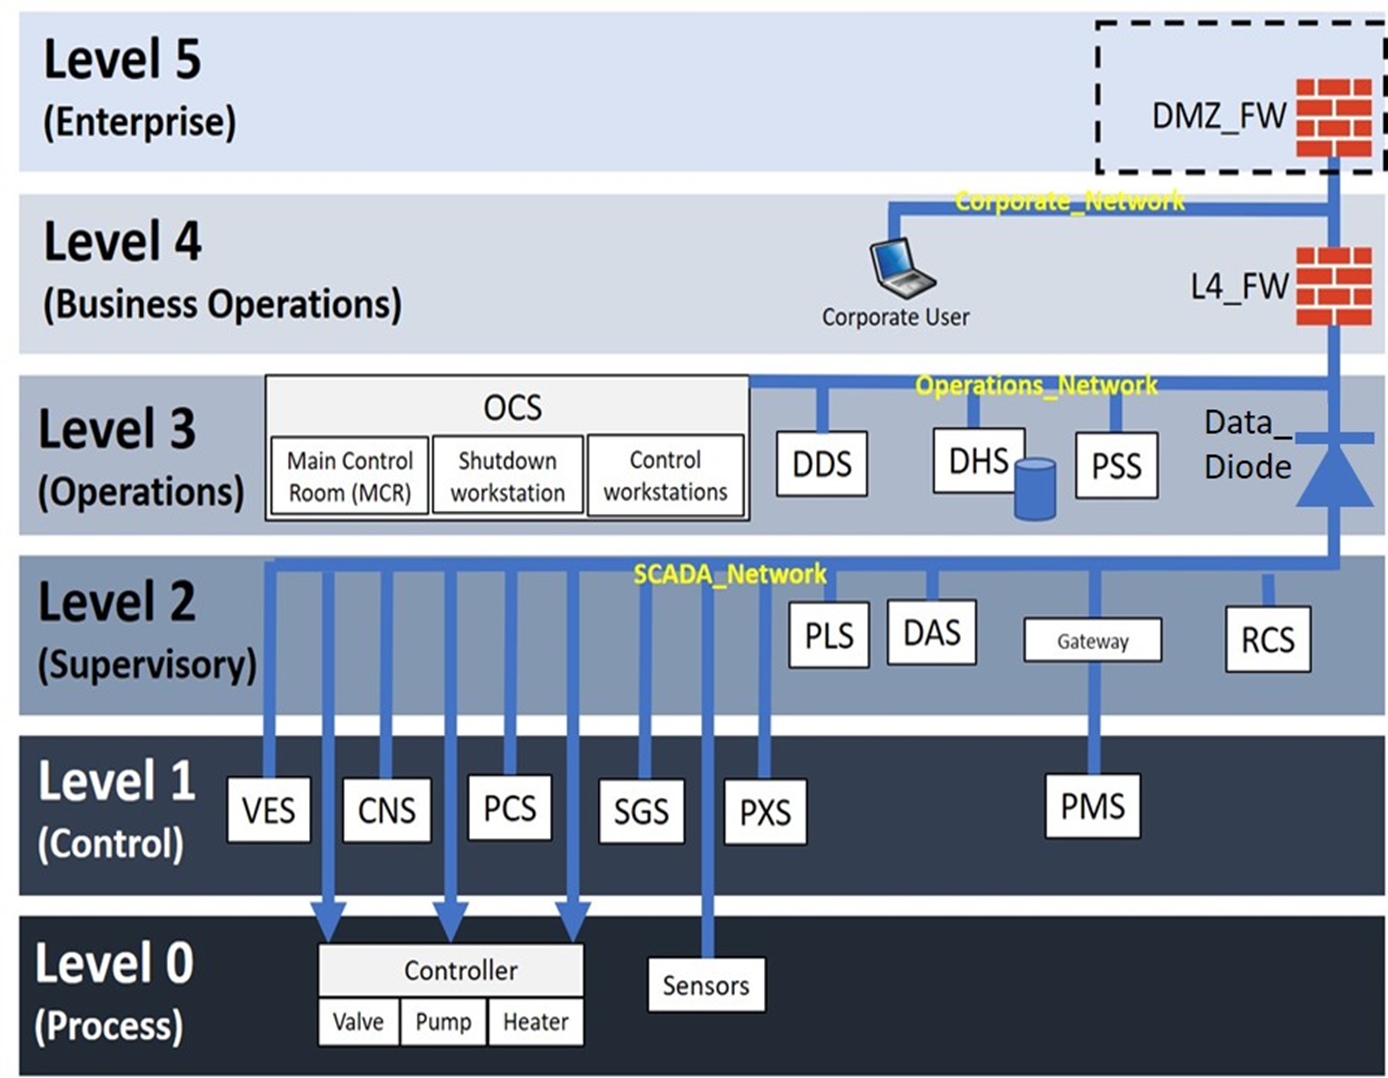 Level 5
(Enterprise)
DMZ_FW
Corporate_Network
Level 4
(Business Operations)
L4_FW
Corporate User
Operations_Network
OCS
Main Control
Room (MCR)
Shutdown
workstation
Control
workstations
DDS
DHS
PSS
Data_
Diode
Level 3
(Operations)
SCADA_Network
Level 2
(Supervisory)
PLS
DAS
Gateway
RCS
Level 1
(Control)
VES
CNS
PCS
SGS
PXS
PMS
Level 0
(Process)
Controller
Valve
Pump
Heater
Sensors